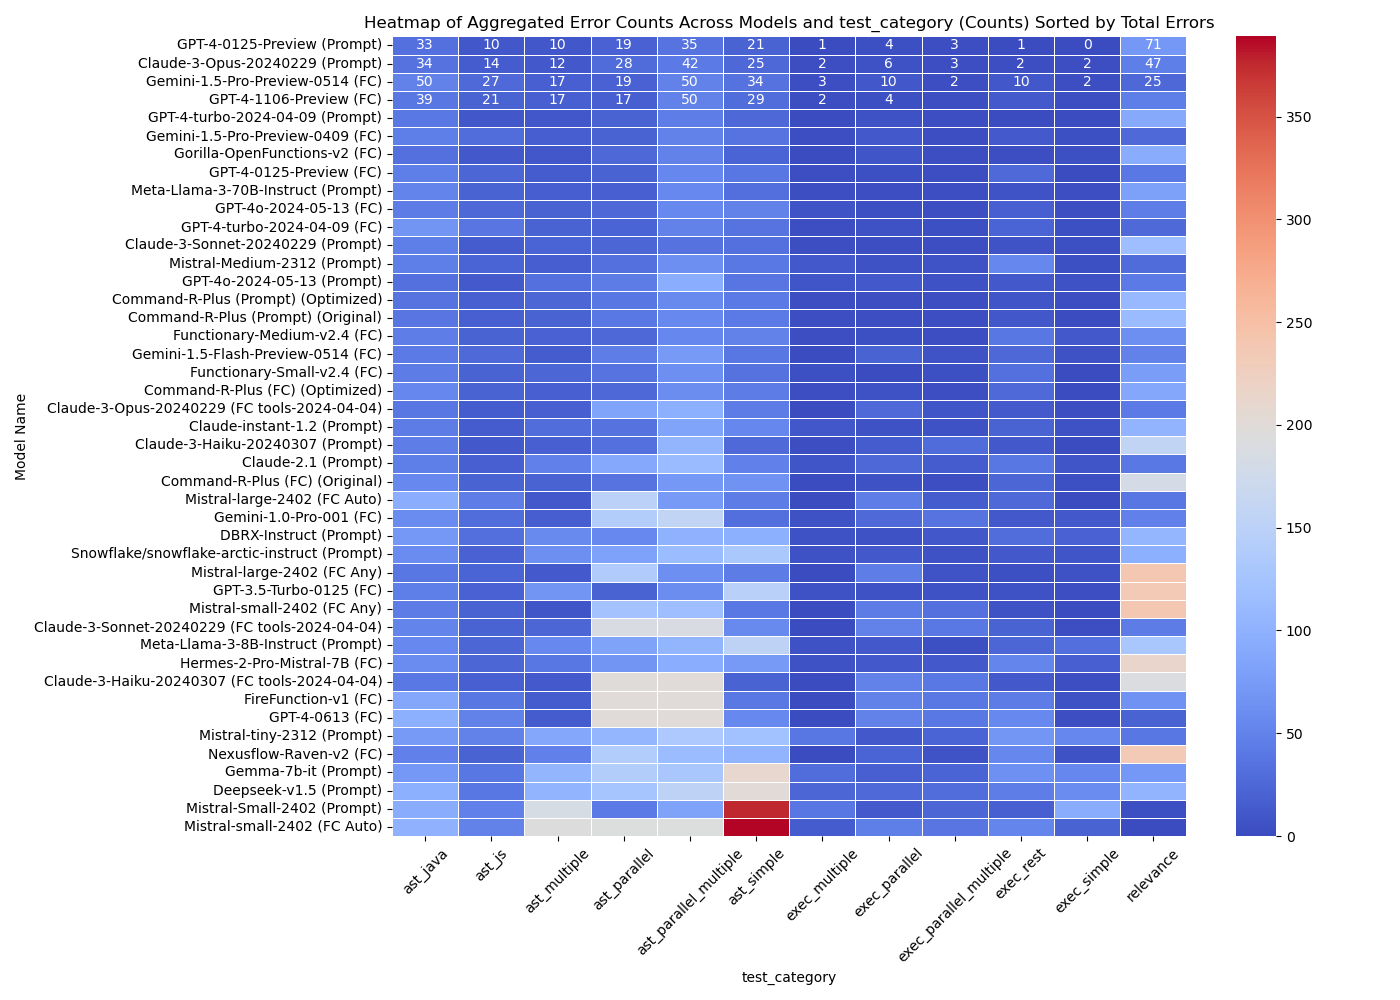 Heatmap of Aggregated Error Counts Across Models and test_category (Counts) Sorted by Total Errors
GPT-4-0125-Preview (Prompt) 33 10 10 19 35 21 1 4 3 1 0 71
Claude-3-Opus-20240229 (Prompt) 34 14 12 28 42 25 2 6 3 2 2 47
Gemini-1.5-Pro-Preview-0514 (FC) 50 27 17 19 50 34 3 10 2 10 2 25
GPT-4-1106-Preview (FC) 39 21 17 17 50 29 2 4
GPT-4-turbo-2024-04-09 (Prompt)
Gemini-1.5-Pro-Preview-0409 (FC)
Gorilla-OpenFunctions-v2 (FC)
GPT-4-0125-Preview (FC)
Meta-Llama-3-70B-Instruct (Prompt)
GPT-4o-2024-05-13 (FC)
GPT-4-turbo-2024-04-09 (FC)
Claude-3-Sonnet-20240229 (Prompt)
Mistral-Medium-2312 (Prompt)
GPT-4o-2024-05-13 (Prompt)
Command-R-Plus (Prompt) (Optimized)
Command-R-Plus (Prompt) (Original)
Functionary-Medium-v2.4 (FC)
Gemini-1.5-Flash-Preview-0514 (FC)
Functionary-Small-v2.4 (FC)
Command-R-Plus (FC) (Optimized)
Claude-3-Opus-20240229 (FC tools-2024-04-04)
Claude-instant-1.2 (Prompt)
Claude-3-Haiku-20240307 (Prompt)
Claude-2.1 (Prompt)
Command-R-Plus (FC) (Original)
Mistral-large-2402 (FC Auto)
Gemini-1.0-Pro-001 (FC)
DBRX-Instruct (Prompt)
Snowflake/snowflake-arctic-instruct (Prompt)
Mistral-large-2402 (FC Any)
GPT-3.5-Turbo-0125 (FC)
Mistral-small-2402 (FC Any)
Claude-3-Sonnet-20240229 (FC tools-2024-04-04)
Meta-Llama-3-8B-Instruct (Prompt)
Hermes-2-Pro-Mistral-7B (FC)
Claude-3-Haiku-20240307 (FC tools-2024-04-04)
FireFunction-v1 (FC)
GPT-4-0613 (FC)
Mistral-tiny-2312 (Prompt)
Nexusflow-Raven-v2 (FC)
Gemma-7b-it (Prompt)
Deepseek-v1.5 (Prompt)
Mistral-Small-2402 (Prompt)
Mistral-small-2402 (FC Auto)
Model Name
ast_java
ast_js
ast_multiple
ast_parallel
ast_parallel_multiple
ast_simple
exec_multiple
exec_parallel
exec_parallel_multiple
exec_rest
exec_simple
relevance
test_category
350
300
250
200
150
100
50
0